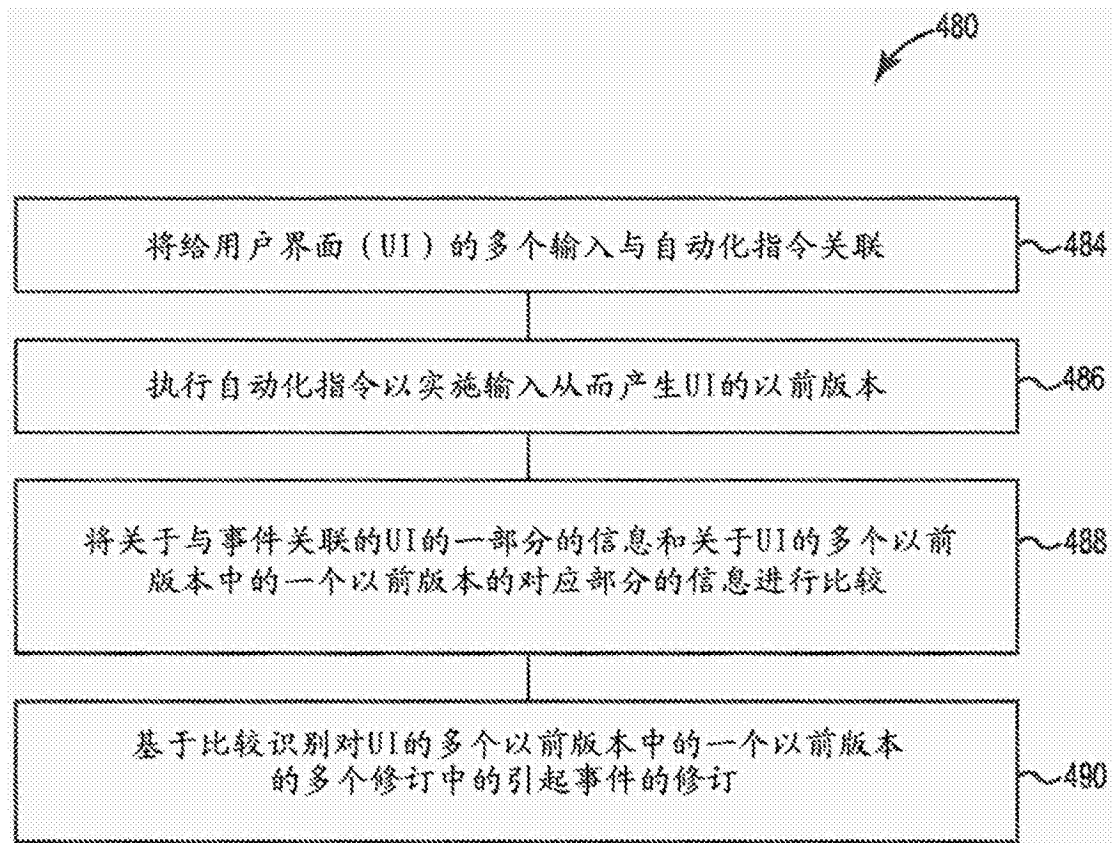 480
将给用户界面（UI）的多个输入与自动化指令关联
484
执行自动化指令以实施输入从而产生UI的以前版本
486
将关于与事件关联的UI的一部分的信息和关于UI的多个以前
版本中的一个以前版本的对应部分的信息进行比较
488
基于比较识别对UI的多个以前版本中的一个以前版本
的多个修订中的引起事件的修订
490